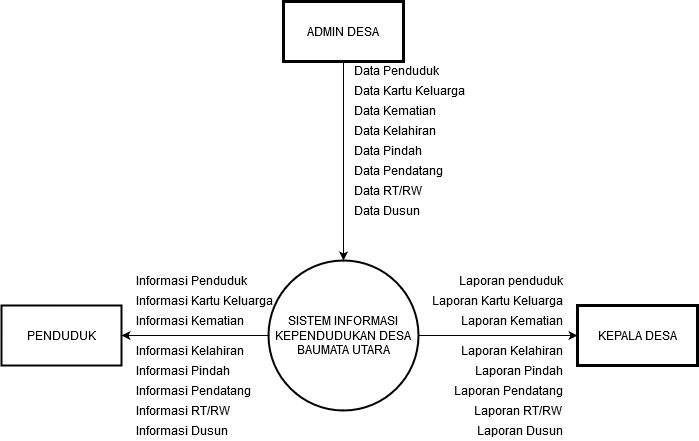 ADMIN DESA
Data Penduduk
Data Kartu Keluarga
Data Kematian
Data Kelahiran
Data Pindah
Data Pendatang
Data RT/RW
Data Dusun
Informasi Penduduk
Informasi Kartu Keluarga
Informasi Kematian
Informasi Kelahiran
Informasi Pindah
Informasi Pendatang
Informasi RT/RW
Informasi Dusun
PENDUDUK
SISTEM INFORMASI
KEPENDUDUKAN DESA
BAUMATA UTARA
Laporan penduduk
Laporan Kartu Keluarga
Laporan Kematian
Laporan Kelahiran
Laporan Pindah
Laporan Pendatang
Laporan RT/RW
Laporan Dusun
KEPALA DESA